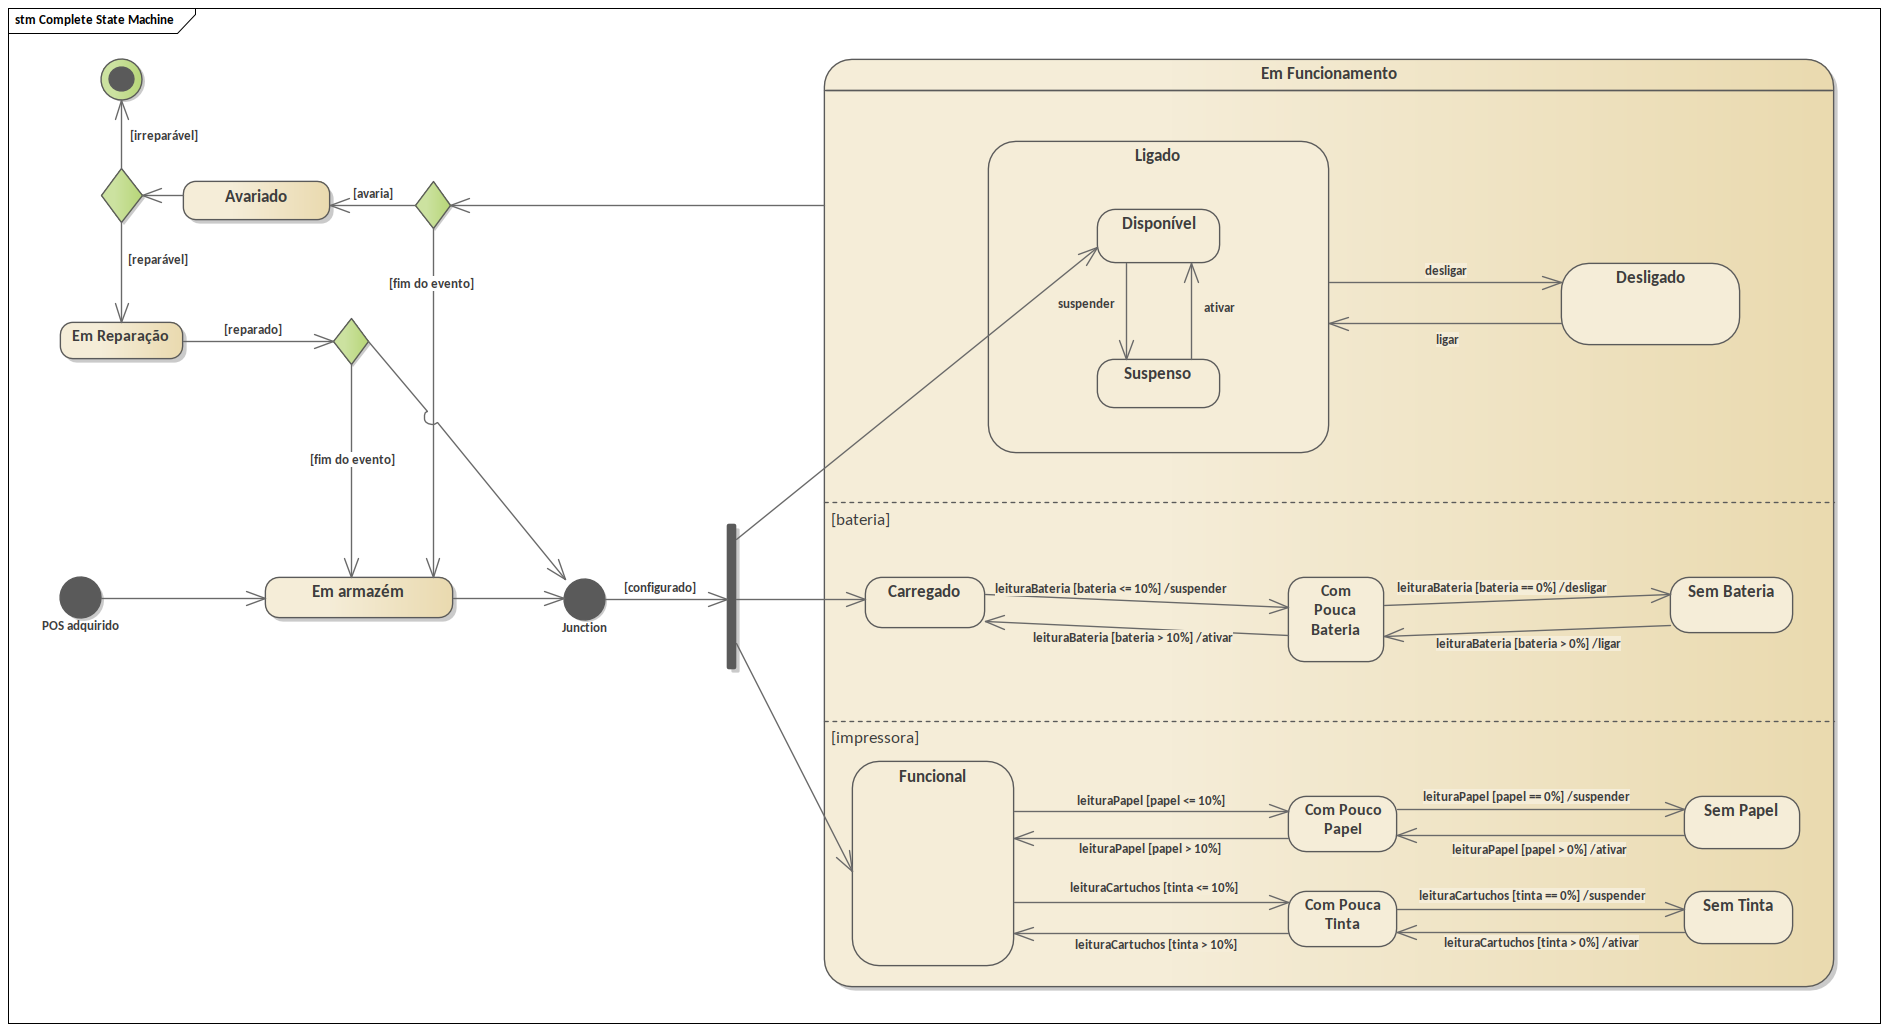 stm Complete State Machine
Em Funcionamento
[irreparável]
Ligado
Avariado
[avaria]
Disponível
[reparável]
[fim do evento]
desligar
Desligado
suspender
ativar
Em Reparação
[reparado]
ligar
Suspenso
[fim do evento]
[bateria]
POS adquirido
Em armazém
Junction
[configurado]
Carregado
leituraBateria [bateria <= 10%] /suspender
leituraBateria [bateria > 10%] /ativar
Com
Pouca
Bateria
leituraBateria [bateria == 0%] /desligar
leituraBateria [bateria > 0%] /ligar
Sem Bateria
[impressora]
Funcional
leituraPapel [papel <= 10%]
leituraPapel [papel > 10%]
Com Pouco
Papel
leituraPapel [papel == 0%] /suspender
leituraPapel [papel > 0%] /ativar
Sem Papel
leituraCartuchos [tinta <= 10%]
leituraCartuchos [tinta > 10%]
Com Pouca
Tinta
leituraCartuchos [tinta == 0%] /suspender
leituraCartuchos [tinta > 0%] /ativar
Sem Tinta